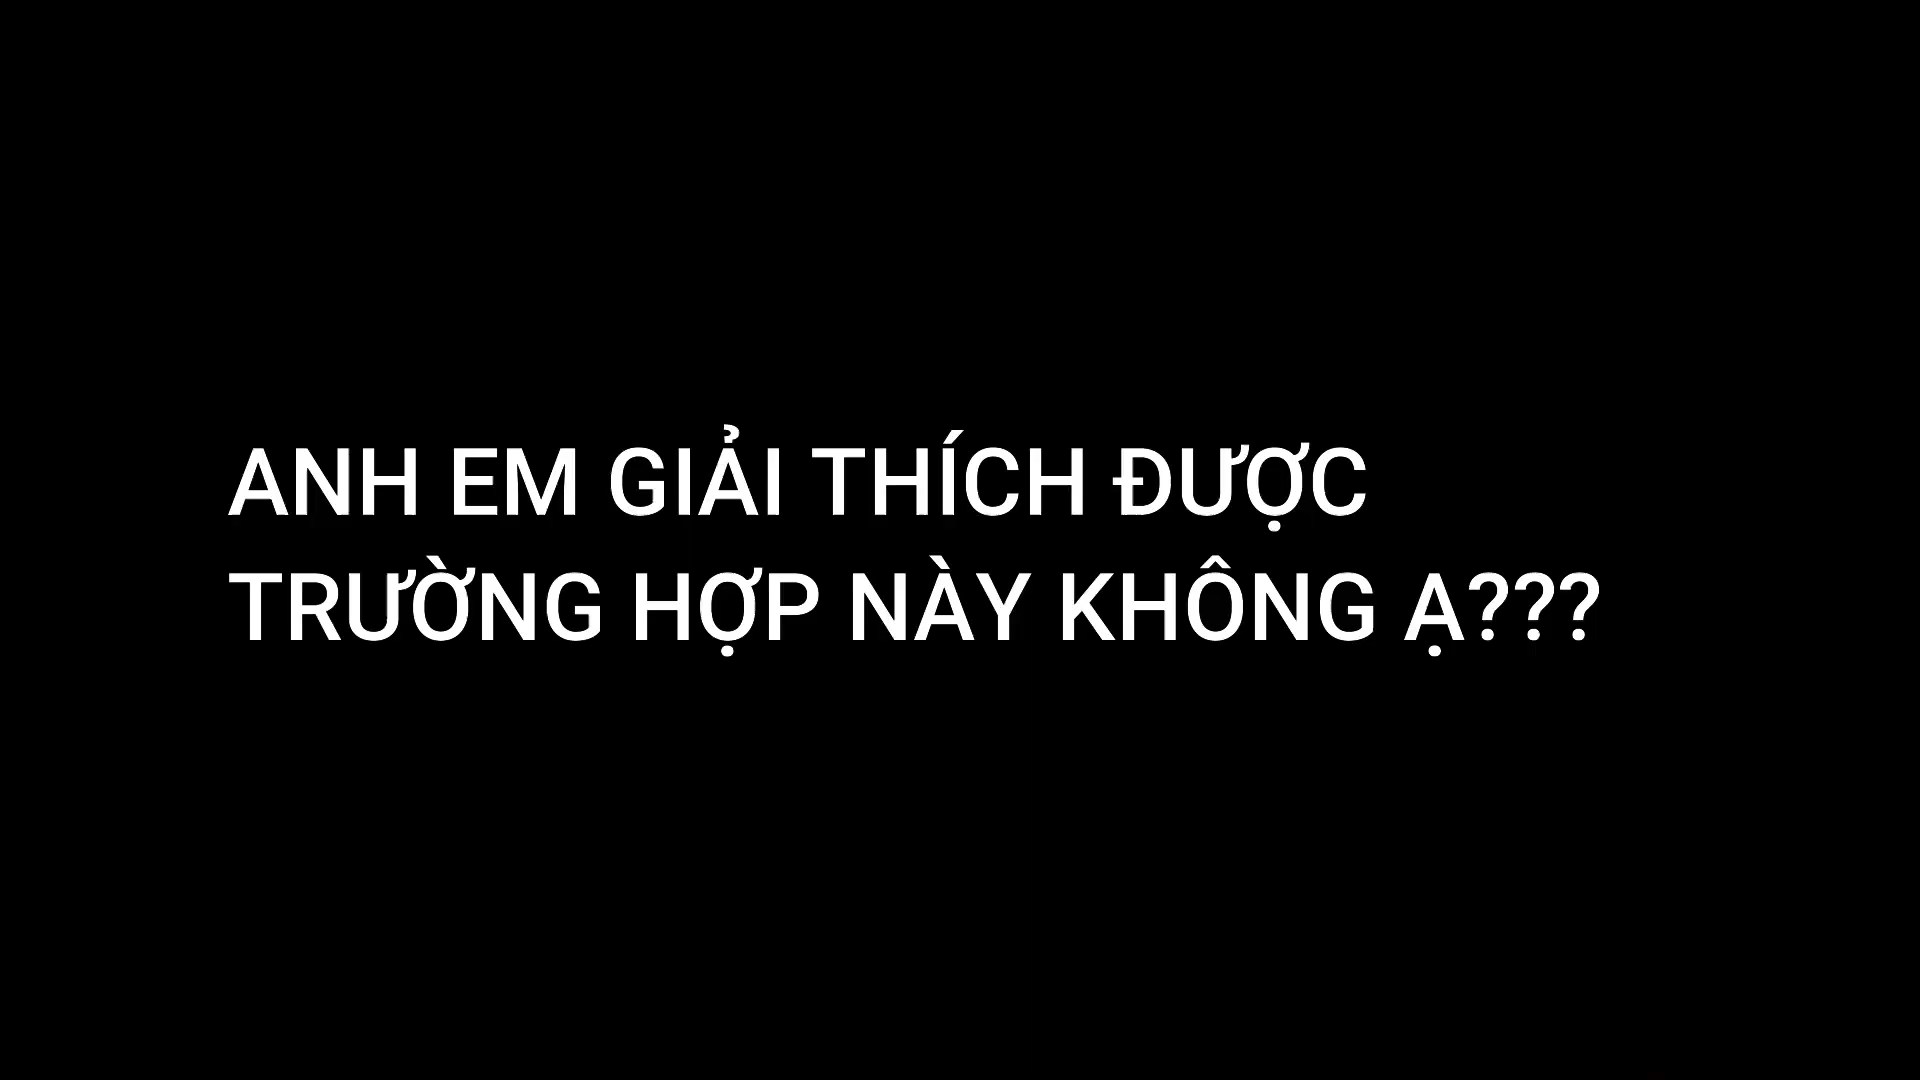 ANH EM GIẢI THÍCH ĐƯỢC
TRƯỜNG HỢP NÀY KHÔNG Ạ???